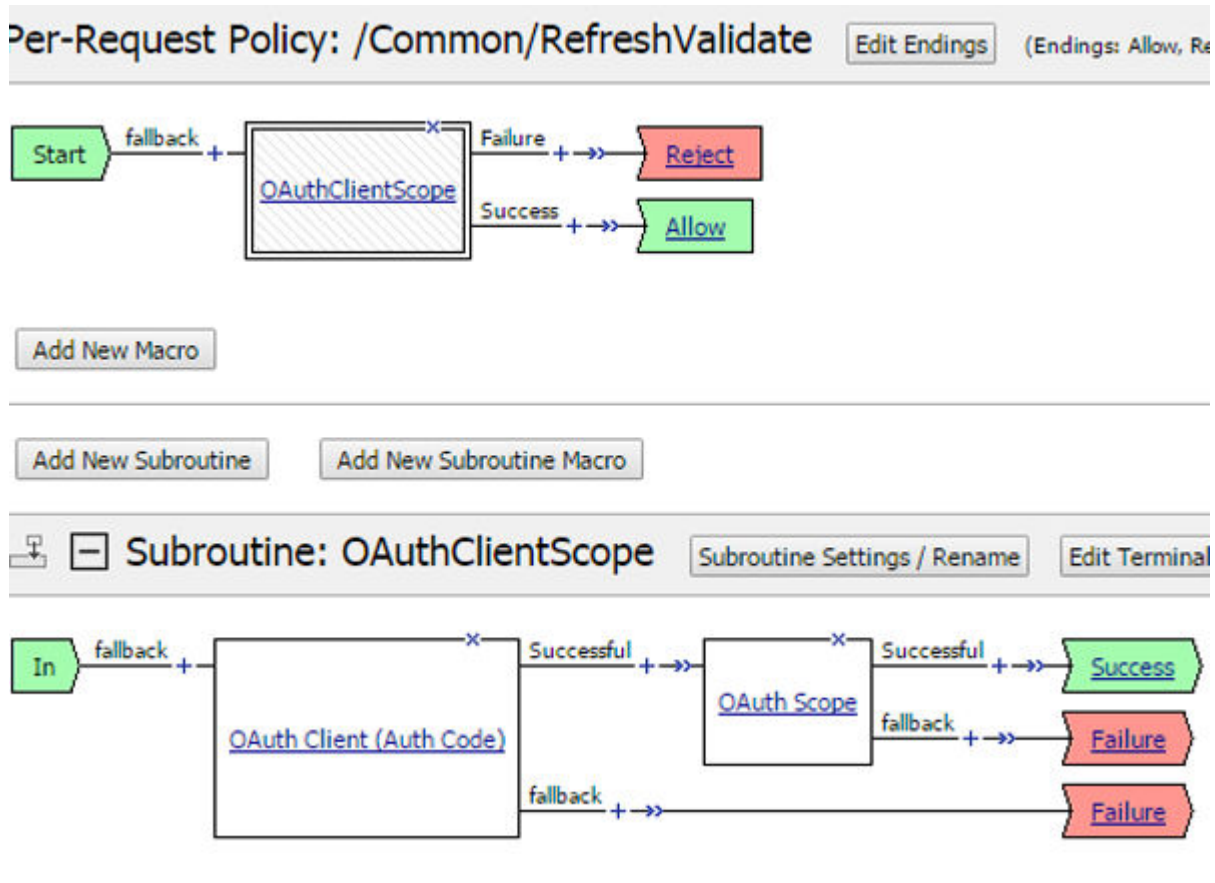 Per-Request Policy: /Common/RefreshValidate Edit Endings (Endings: Allow, Re
Start fallback + OAuthClientScope × Failure + Reject
Success + Allow
Add New Macro
Add New Subroutine Add New Subroutine Macro
Subroutine: OAuthClientScope Subroutine Settings / Rename Edit Terminal
In fallback + OAuth Client (Auth Code) × Successful + OAuth Scope × Successful + Success
fallback + Failure
fallback + Failure